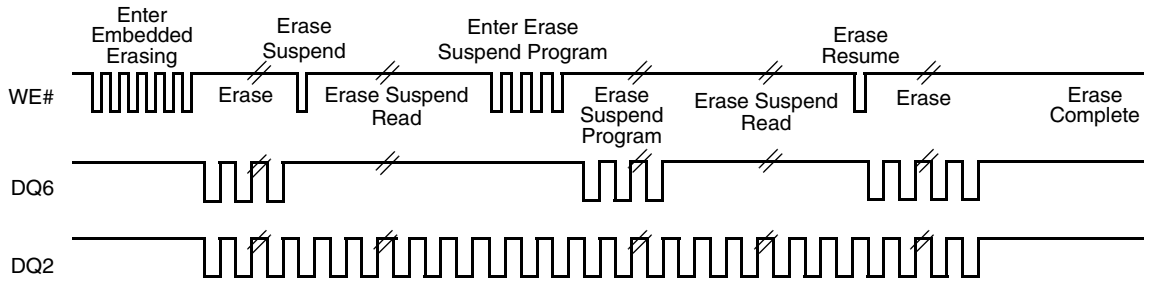 Enter
Embedded
Erasing
Erase
Suspend
Enter Erase
Suspend Program
Erase
Resume
WE#
Erase
Erase Suspend
Read
Erase
Suspend
Program
Erase Suspend
Read
Erase
Erase
Complete
DQ6
DQ2